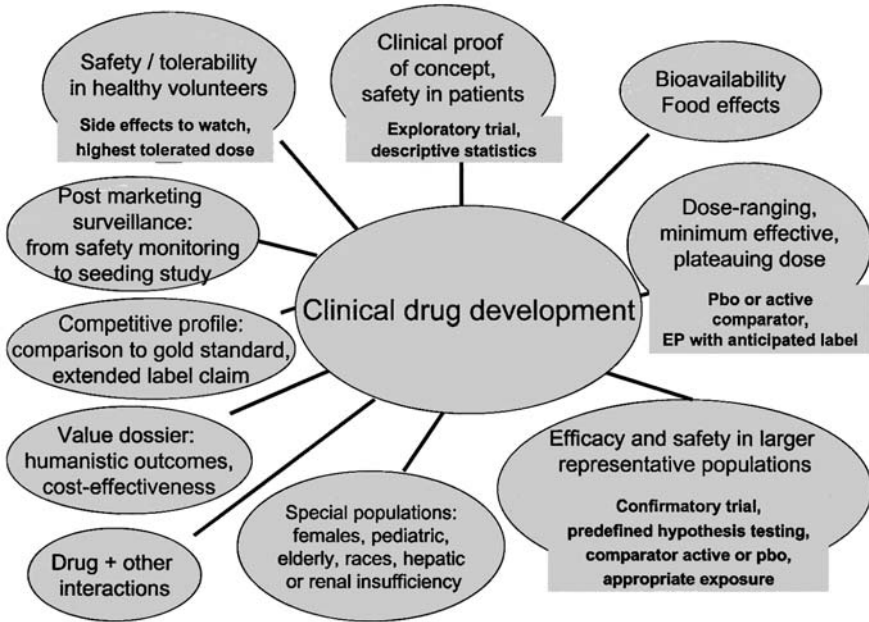 Safety / tolerability
in healthy volunteers
Side effects to watch,
highest tolerated dose
Clinical proof
of concept,
safety in patients
Exploratory trial,
descriptive statistics
Bioavailability
Food effects
Post marketing
surveillance:
from safety monitoring
to seeding study
Clinical drug development
Dose-ranging,
minimum effective,
plateauing dose
Pbo or active
comparator,
EP with anticipated label
Competitive profile:
comparison to gold standard,
extended label claim
Value dossier:
humanistic outcomes,
cost-effectiveness
Efficacy and safety in larger
representative populations
Confirmatory trial,
predefined hypothesis testing,
comparator active or pbo,
appropriate exposure
Special populations:
females, pediatric,
elderly, races, hepatic
or renal insufficiency
Drug + other
interactions